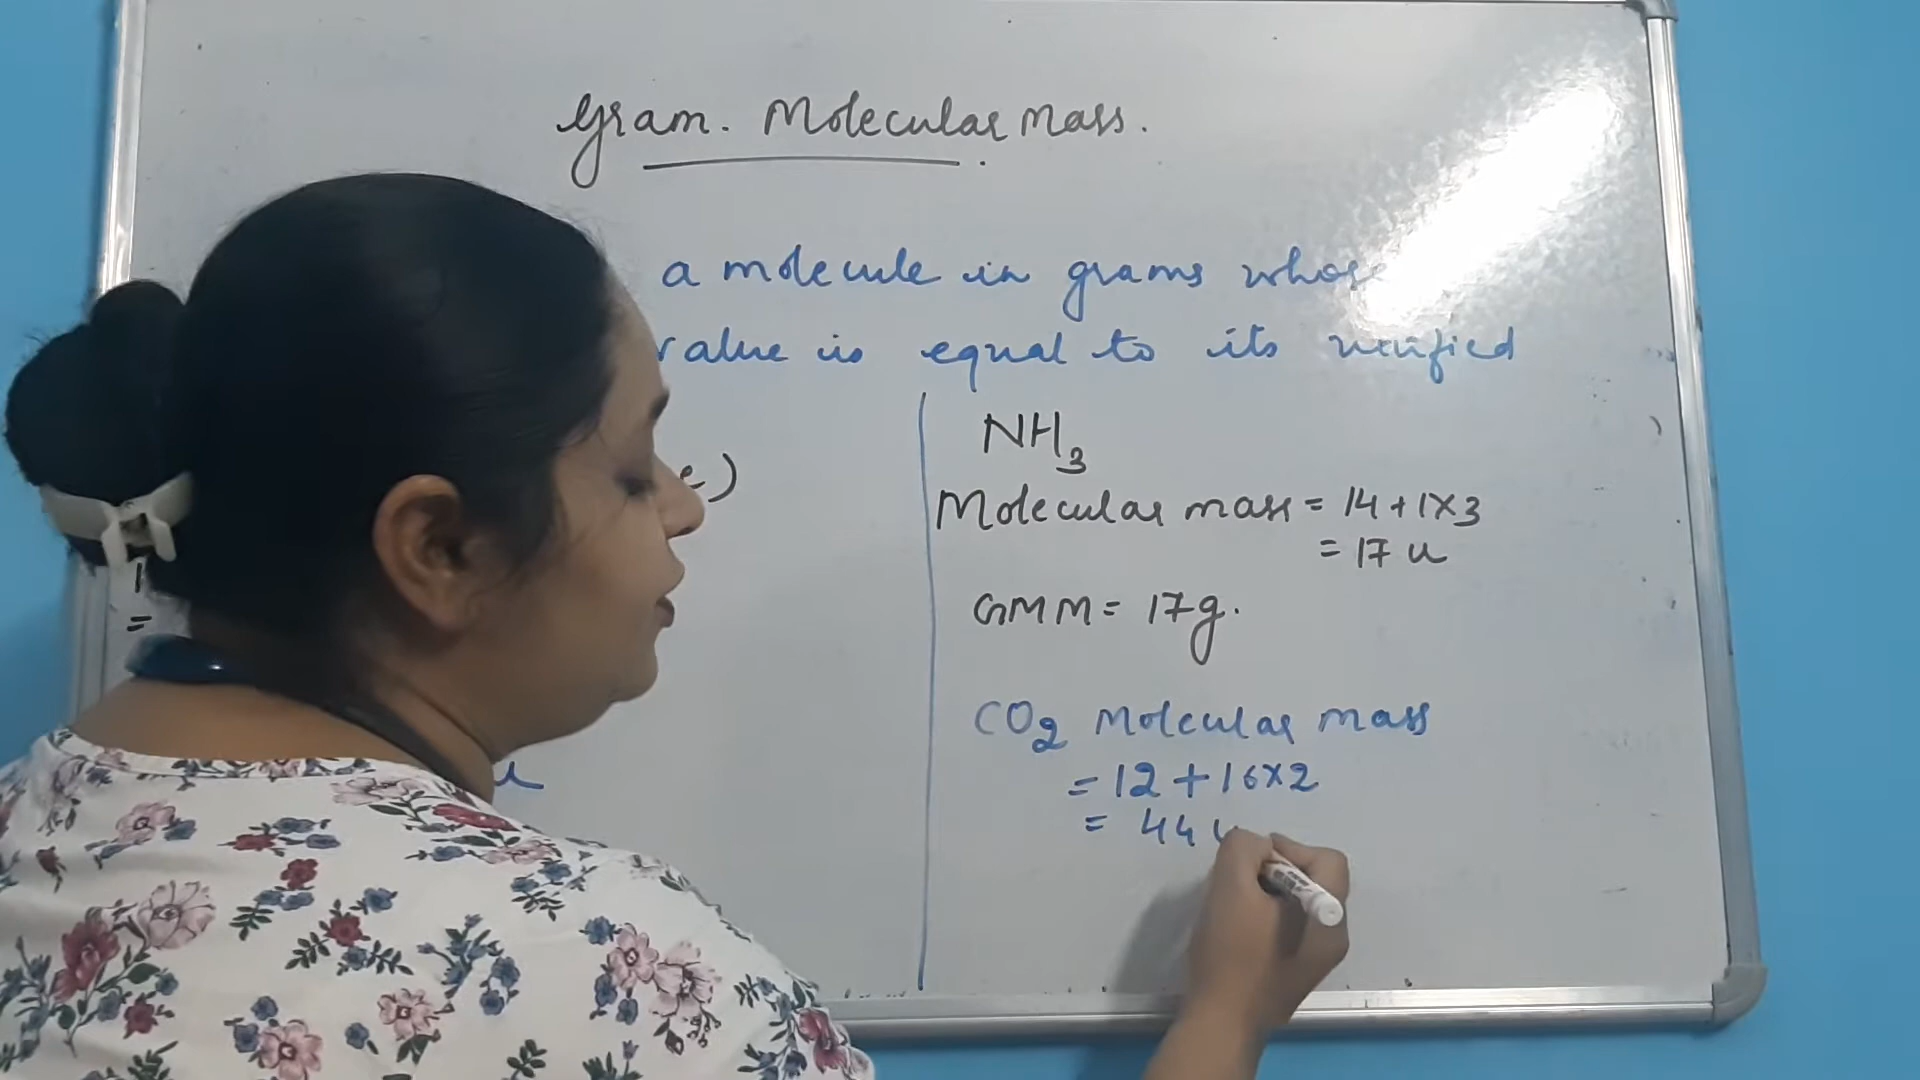 Gram. Molecular Mass.
a molecule in grams whose
value is equal to its
NH3
Molecular mass = 14 + 1×3
= 17 u
GMM = 17g.
CO2 Molecular mass
= 12 + 16×2
= 44 u